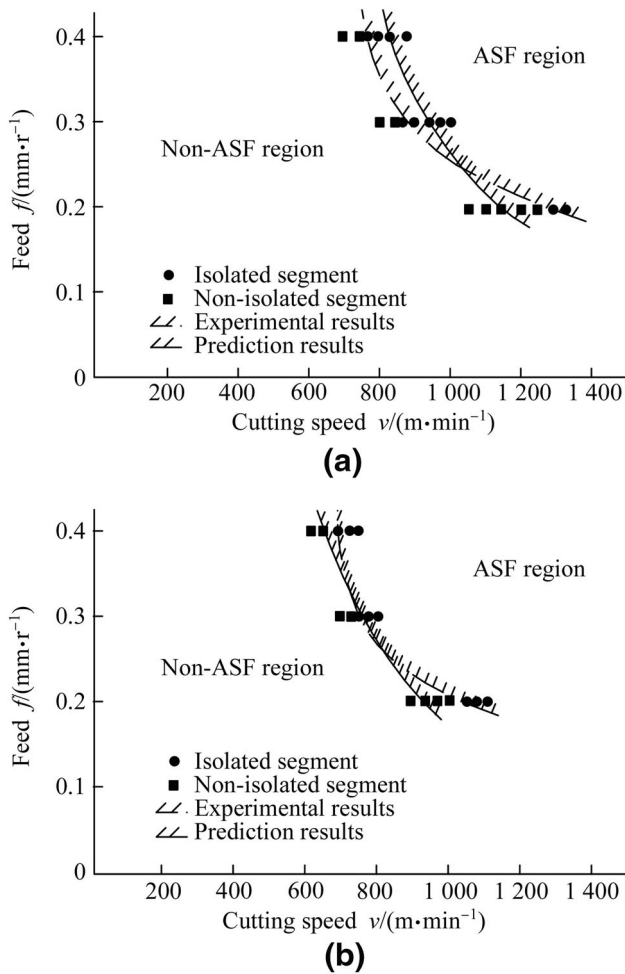 0.4
0.3
0.2
0.1
0
Feed f/(mm•r⁻¹)
ASF region
Non-ASF region
Isolated segment
Non-isolated segment
Experimental results
Prediction results
200 400 600 800 1 000 1 200 1 400
Cutting speed v/(m•min⁻¹)
(a)
0.4
0.3
0.2
0.1
0
Feed f/(mm•r⁻¹)
ASF region
Non-ASF region
Isolated segment
Non-isolated segment
Experimental results
Prediction results
200 400 600 800 1 000 1 200 1 400
Cutting speed v/(m•min⁻¹)
(b)